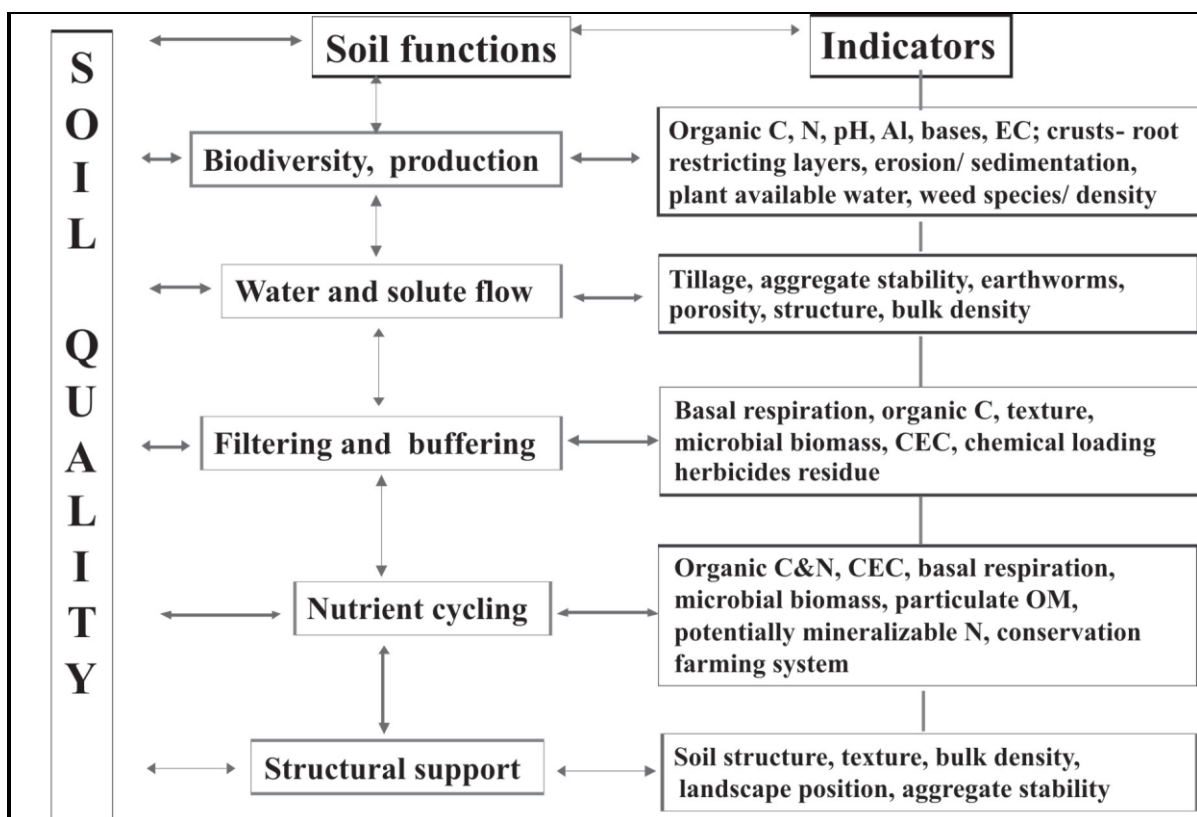 SOIL QUALITY
Soil functions
Indicators
Biodiversity, production
Organic C, N, pH, Al, bases, EC; crusts- root
restricting layers, erosion/ sedimentation,
plant available water, weed species/ density
Water and solute flow
Tillage, aggregate stability, earthworms,
porosity, structure, bulk density
Filtering and buffering
Basal respiration, organic C, texture,
microbial biomass, CEC, chemical loading
herbicides residue
Nutrient cycling
Organic C&N, CEC, basal respiration,
microbial biomass, particulate OM,
potentially mineralizable N, conservation
farming system
Structural support
Soil structure, texture, bulk density,
landscape position, aggregate stability